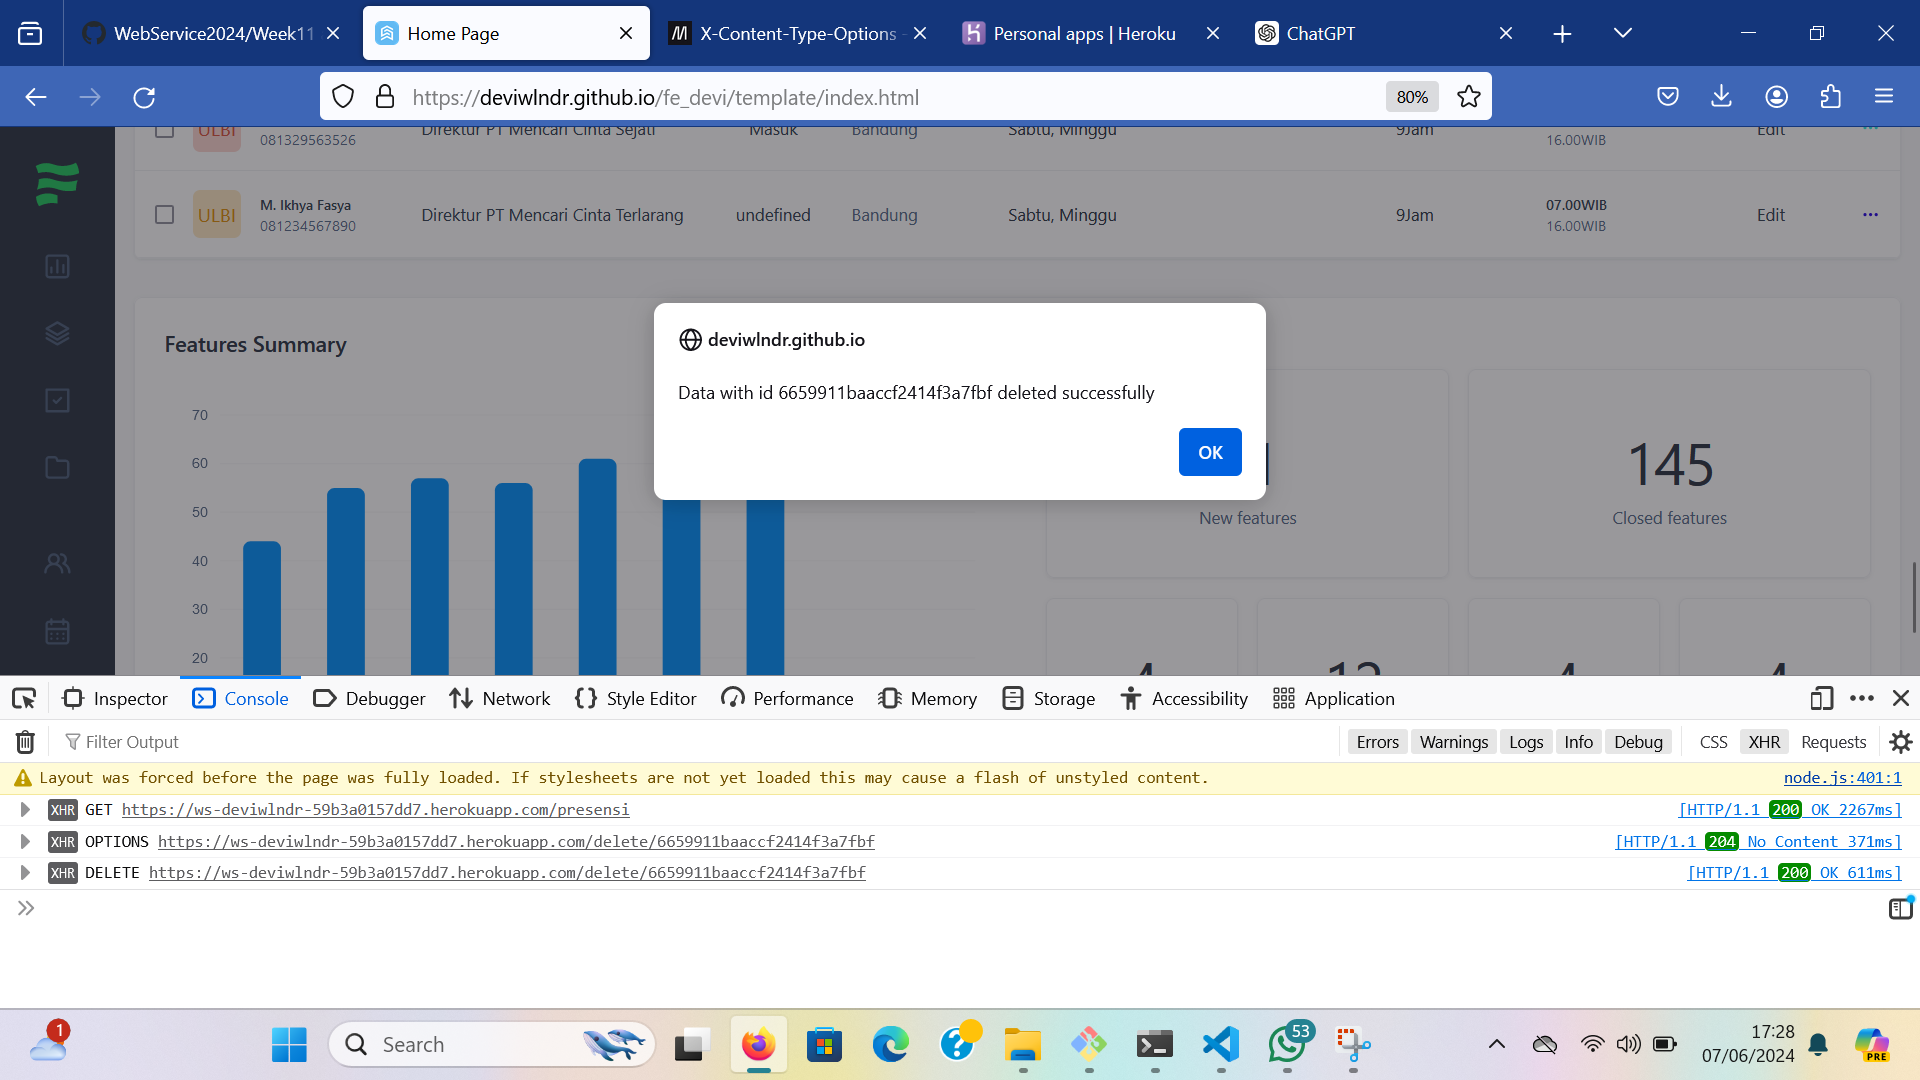 WebService2024/Week11
Home Page
X-Content-Type-Options -
Personal apps | Heroku
ChatGPT
https://deviwlndr.github.io/fe_devi/template/index.html
80%
ULBI
081329563526
Direktur PT Mencari Cinta Sejati
Masuk
Bandung
Sabtu, Minggu
9Jam
16.00WIB
Edit
ULBI
M. Ikhya Fasya
081234567890
Direktur PT Mencari Cinta Terlarang
undefined
Bandung
Sabtu, Minggu
9Jam
07.00WIB
16.00WIB
Edit
Features Summary
70
60
50
40
30
20
deviwlndr.github.io
Data with id 6659911baaccf2414f3a7fbf deleted successfully
OK
New features
145
Closed features
4
13
4
4
Inspector
Console
Debugger
Network
Style Editor
Performance
Memory
Storage
Accessibility
Application
Filter Output
Errors
Warnings
Logs
Info
Debug
CSS
XHR
Requests
Layout was forced before the page was fully loaded. If stylesheets are not yet loaded this may cause a flash of unstyled content.
node.js:401:1
XHR GET https://ws-deviwlndr-59b3a0157dd7.herokuapp.com/presensi
[HTTP/1.1 200 OK 2267ms]
XHR OPTIONS https://ws-deviwlndr-59b3a0157dd7.herokuapp.com/delete/6659911baaccf2414f3a7fbf
[HTTP/1.1 204 No Content 371ms]
XHR DELETE https://ws-deviwlndr-59b3a0157dd7.herokuapp.com/delete/6659911baaccf2414f3a7fbf
[HTTP/1.1 200 OK 611ms]
1
Search
53
17:28
07/06/2024
PRE